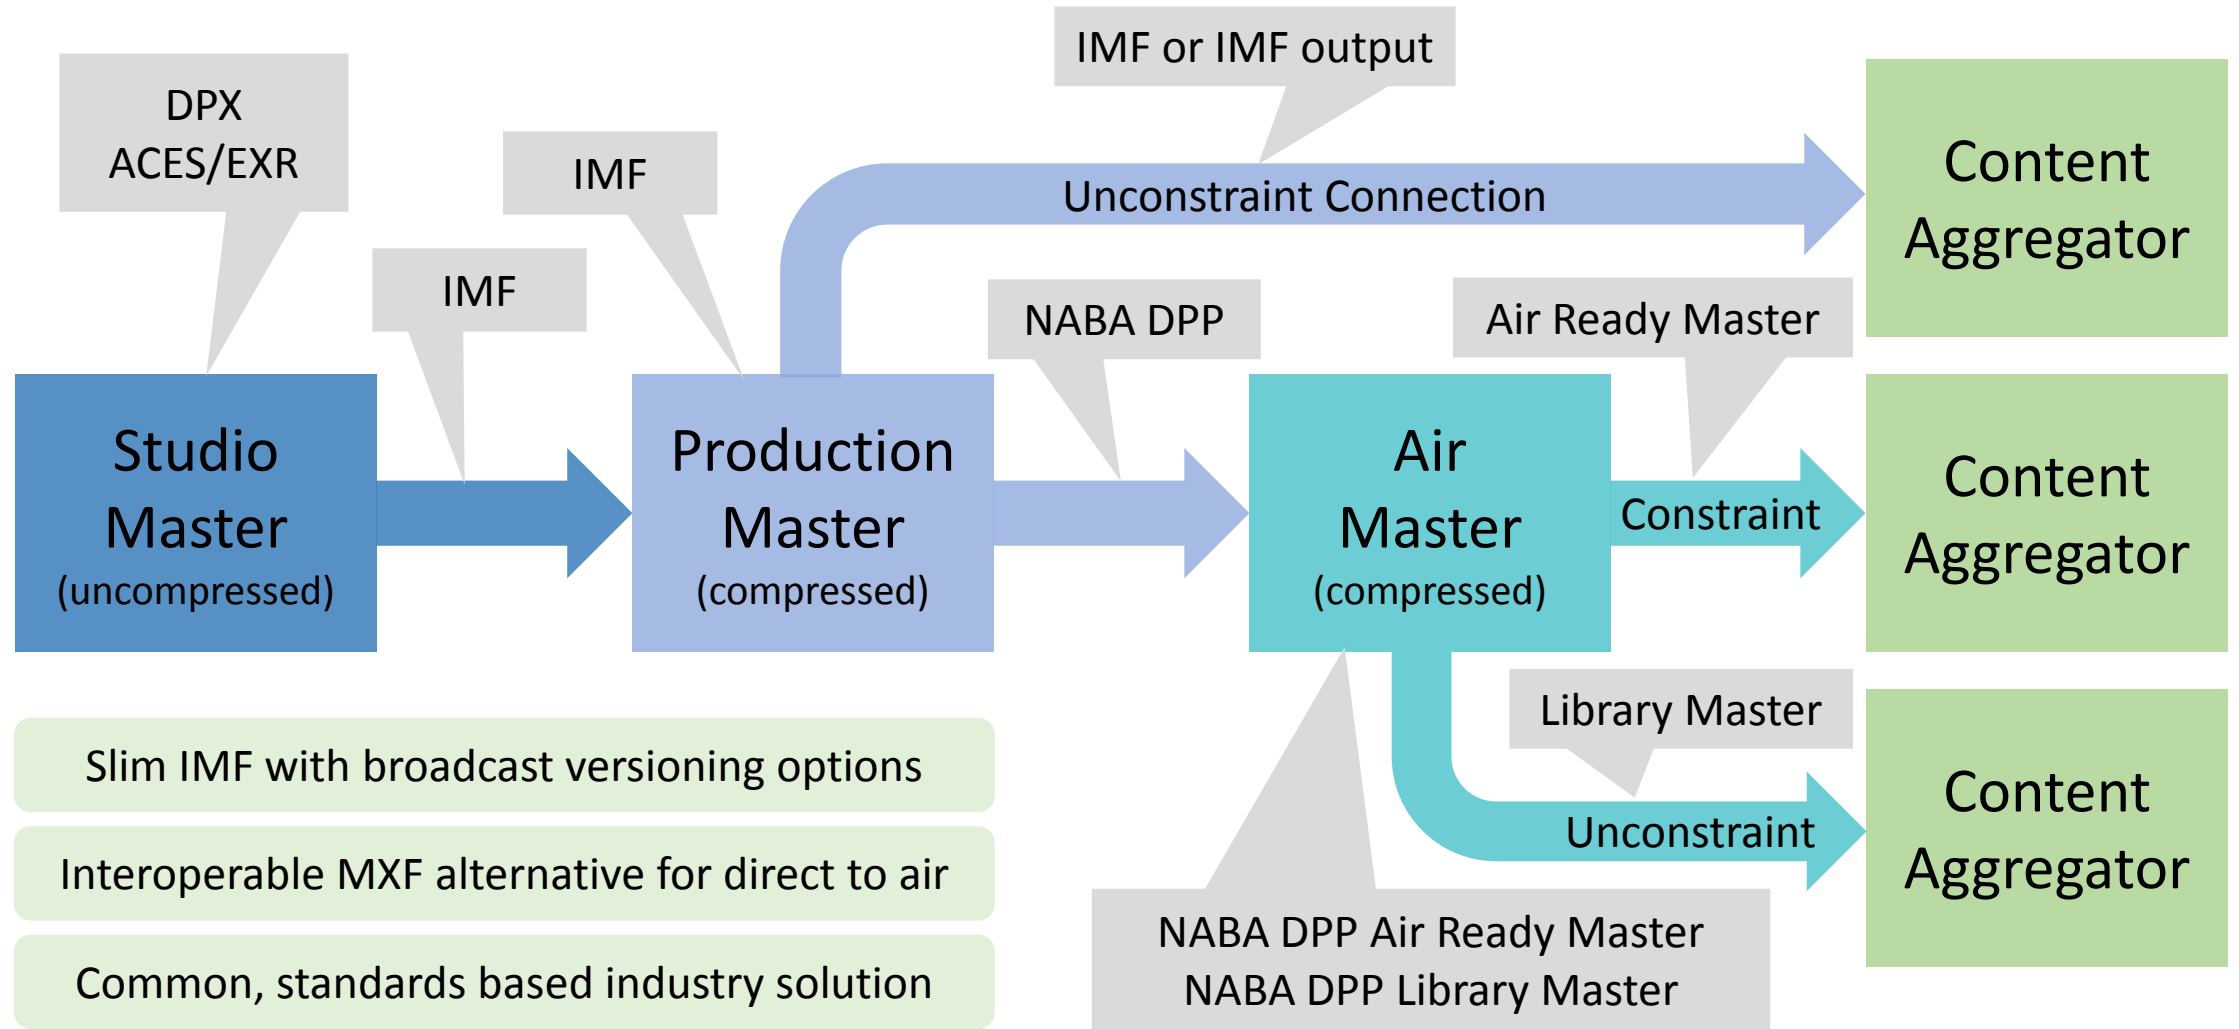 DPX
ACES/EXR
IMF
IMF
IMF or IMF output
Unconstraint Connection
Content
Aggregator
NABA DPP
Air Ready Master
Studio
Master
(uncompressed)
Production
Master
(compressed)
Air
Master
(compressed)
Constraint
Content
Aggregator
Library Master
Unconstraint
Content
Aggregator
Slim IMF with broadcast versioning options
Interoperable MXF alternative for direct to air
Common, standards based industry solution
NABA DPP Air Ready Master
NABA DPP Library Master